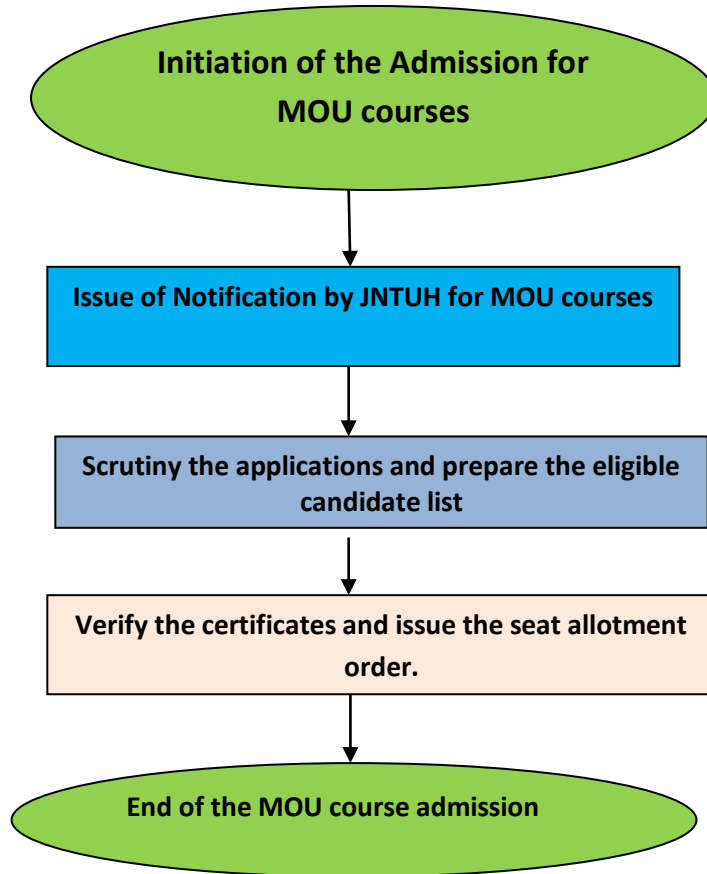 Initiation of the Admission for
MOU courses
Issue of Notification by JNTUH for MOU courses
Scrutiny the applications and prepare the eligible
candidate list
Verify the certificates and issue the seat allotment
order.
End of the MOU course admission